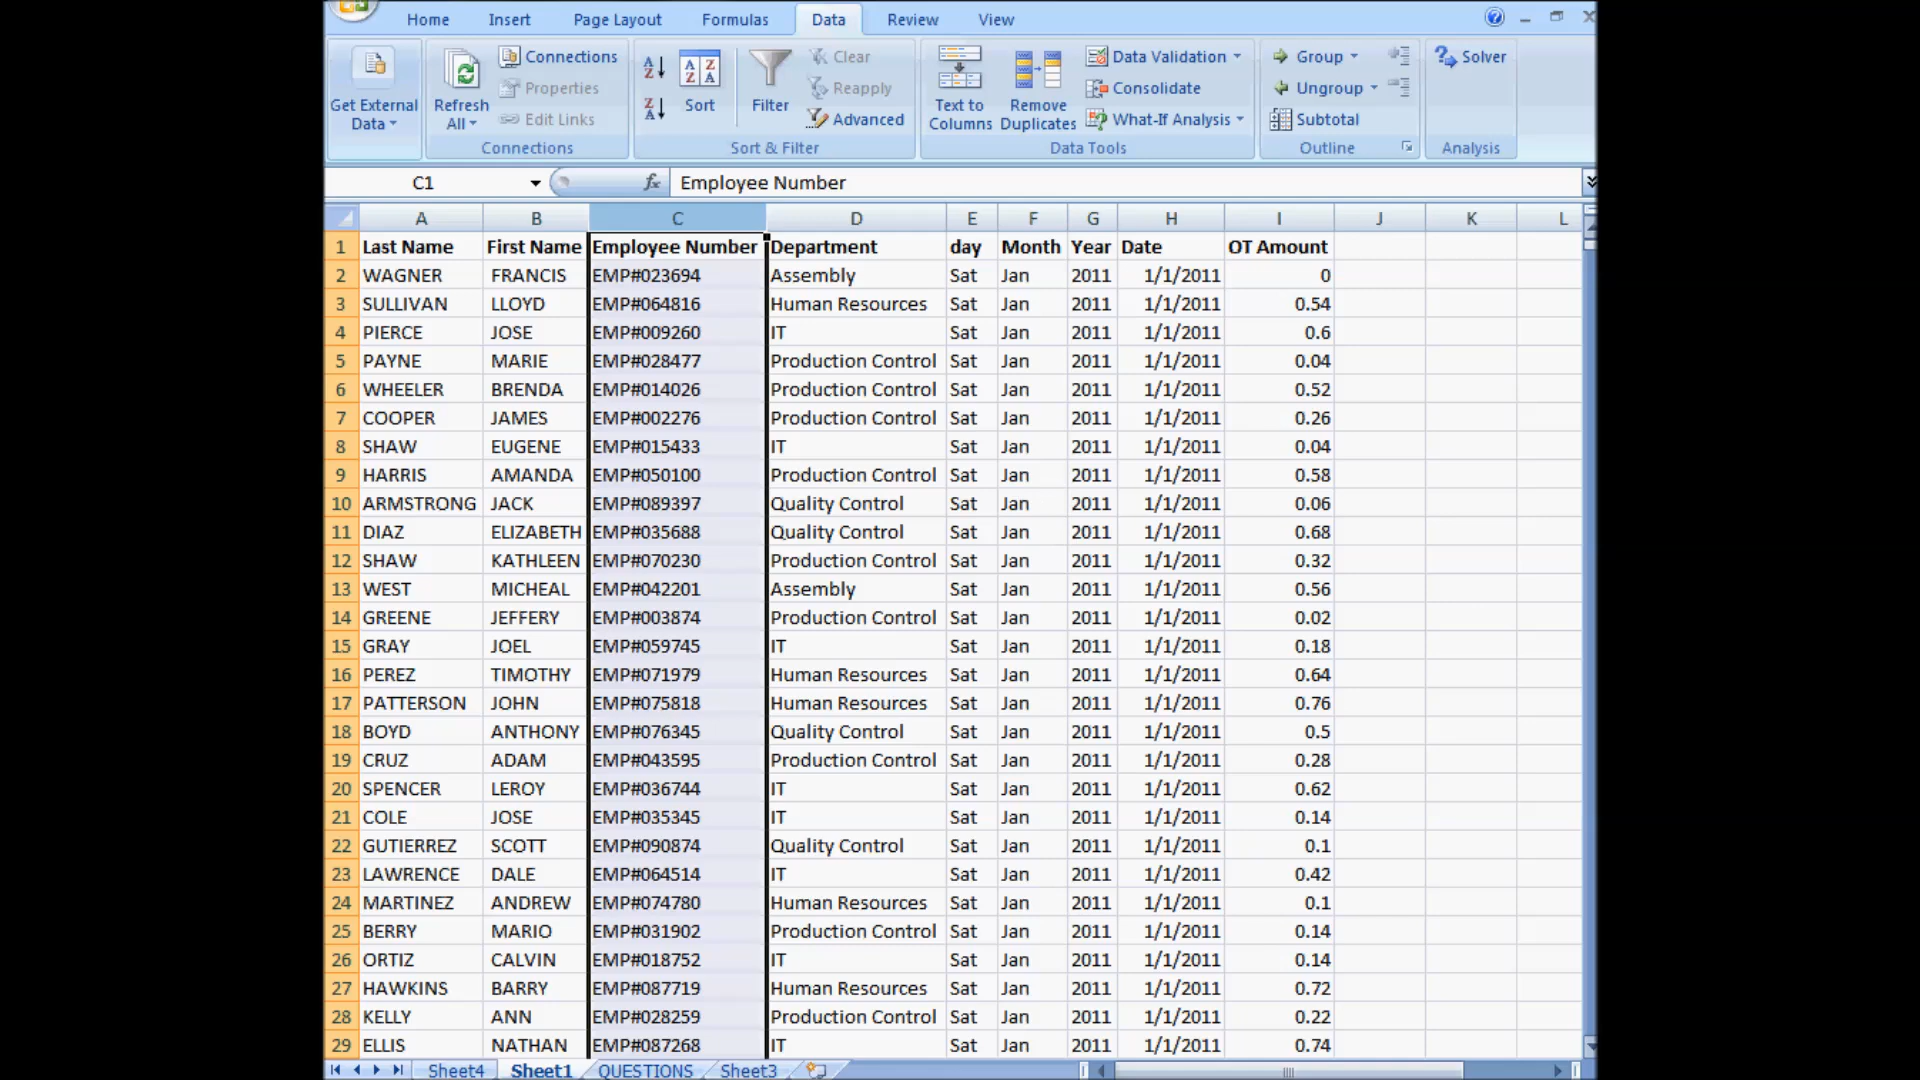 Home Insert Page Layout Formulas Data Review View
Get External Data
Refresh All
Connections
Properties
Edit Links
Connections
A Z
Z A
A Z Z A
Sort
Filter
Clear
Reapply
Advanced
Sort & Filter
Text to Columns
Remove Duplicates
Data Validation
Consolidate
What-If Analysis
Data Tools
Group
Ungroup
Subtotal
Outline
Solver
Analysis
C1 fx Employee Number
A B C D E F G H I J K L
1 Last Name First Name Employee Number Department day Month Year Date OT Amount
2 WAGNER FRANCIS EMP#023694 Assembly Sat Jan 2011 1/1/2011 0
3 SULLIVAN LLOYD EMP#064816 Human Resources Sat Jan 2011 1/1/2011 0.54
4 PIERCE JOSE EMP#009260 IT Sat Jan 2011 1/1/2011 0.6
5 PAYNE MARIE EMP#028477 Production Control Sat Jan 2011 1/1/2011 0.04
6 WHEELER BRENDA EMP#014026 Production Control Sat Jan 2011 1/1/2011 0.52
7 COOPER JAMES EMP#002276 Production Control Sat Jan 2011 1/1/2011 0.26
8 SHAW EUGENE EMP#015433 IT Sat Jan 2011 1/1/2011 0.04
9 HARRIS AMANDA EMP#050100 Production Control Sat Jan 2011 1/1/2011 0.58
10 ARMSTRONG JACK EMP#089397 Quality Control Sat Jan 2011 1/1/2011 0.06
11 DIAZ ELIZABETH EMP#035688 Quality Control Sat Jan 2011 1/1/2011 0.68
12 SHAW KATHLEEN EMP#070230 Production Control Sat Jan 2011 1/1/2011 0.32
13 WEST MICHEAL EMP#042201 Assembly Sat Jan 2011 1/1/2011 0.56
14 GREENE JEFFERY EMP#003874 Production Control Sat Jan 2011 1/1/2011 0.02
15 GRAY JOEL EMP#059745 IT Sat Jan 2011 1/1/2011 0.18
16 PEREZ TIMOTHY EMP#071979 Human Resources Sat Jan 2011 1/1/2011 0.64
17 PATTERSON JOHN EMP#075818 Human Resources Sat Jan 2011 1/1/2011 0.76
18 BOYD ANTHONY EMP#076345 Quality Control Sat Jan 2011 1/1/2011 0.5
19 CRUZ ADAM EMP#043595 Production Control Sat Jan 2011 1/1/2011 0.28
20 SPENCER LEROY EMP#036744 IT Sat Jan 2011 1/1/2011 0.62
21 COLE JOSE EMP#035345 IT Sat Jan 2011 1/1/2011 0.14
22 GUTIERREZ SCOTT EMP#090874 Quality Control Sat Jan 2011 1/1/2011 0.1
23 LAWRENCE DALE EMP#064514 IT Sat Jan 2011 1/1/2011 0.42
24 MARTINEZ ANDREW EMP#074780 Human Resources Sat Jan 2011 1/1/2011 0.1
25 BERRY MARIO EMP#031902 Production Control Sat Jan 2011 1/1/2011 0.14
26 ORTIZ CALVIN EMP#018752 IT Sat Jan 2011 1/1/2011 0.14
27 HAWKINS BARRY EMP#087719 Human Resources Sat Jan 2011 1/1/2011 0.72
28 KELLY ANN EMP#028259 Production Control Sat Jan 2011 1/1/2011 0.22
29 ELLIS NATHAN EMP#087268 IT Sat Jan 2011 1/1/2011 0.74
Sheet4 Sheet1 QUESTIONS Sheet3